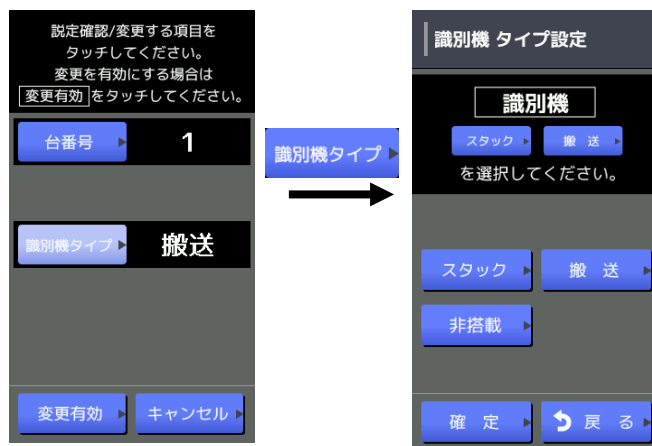 説定確認/変更する項目を
タッチしてください。
変更を有効にする場合は
変更有効をタッチしてください。
台番号 1
識別機タイプ 搬送
変更有効 キャンセル
識別機タイプ
識別機 タイプ設定
識別機
スタック 搬 送
を選択してください。
スタック 搬 送
非搭載
確 定 戻 る